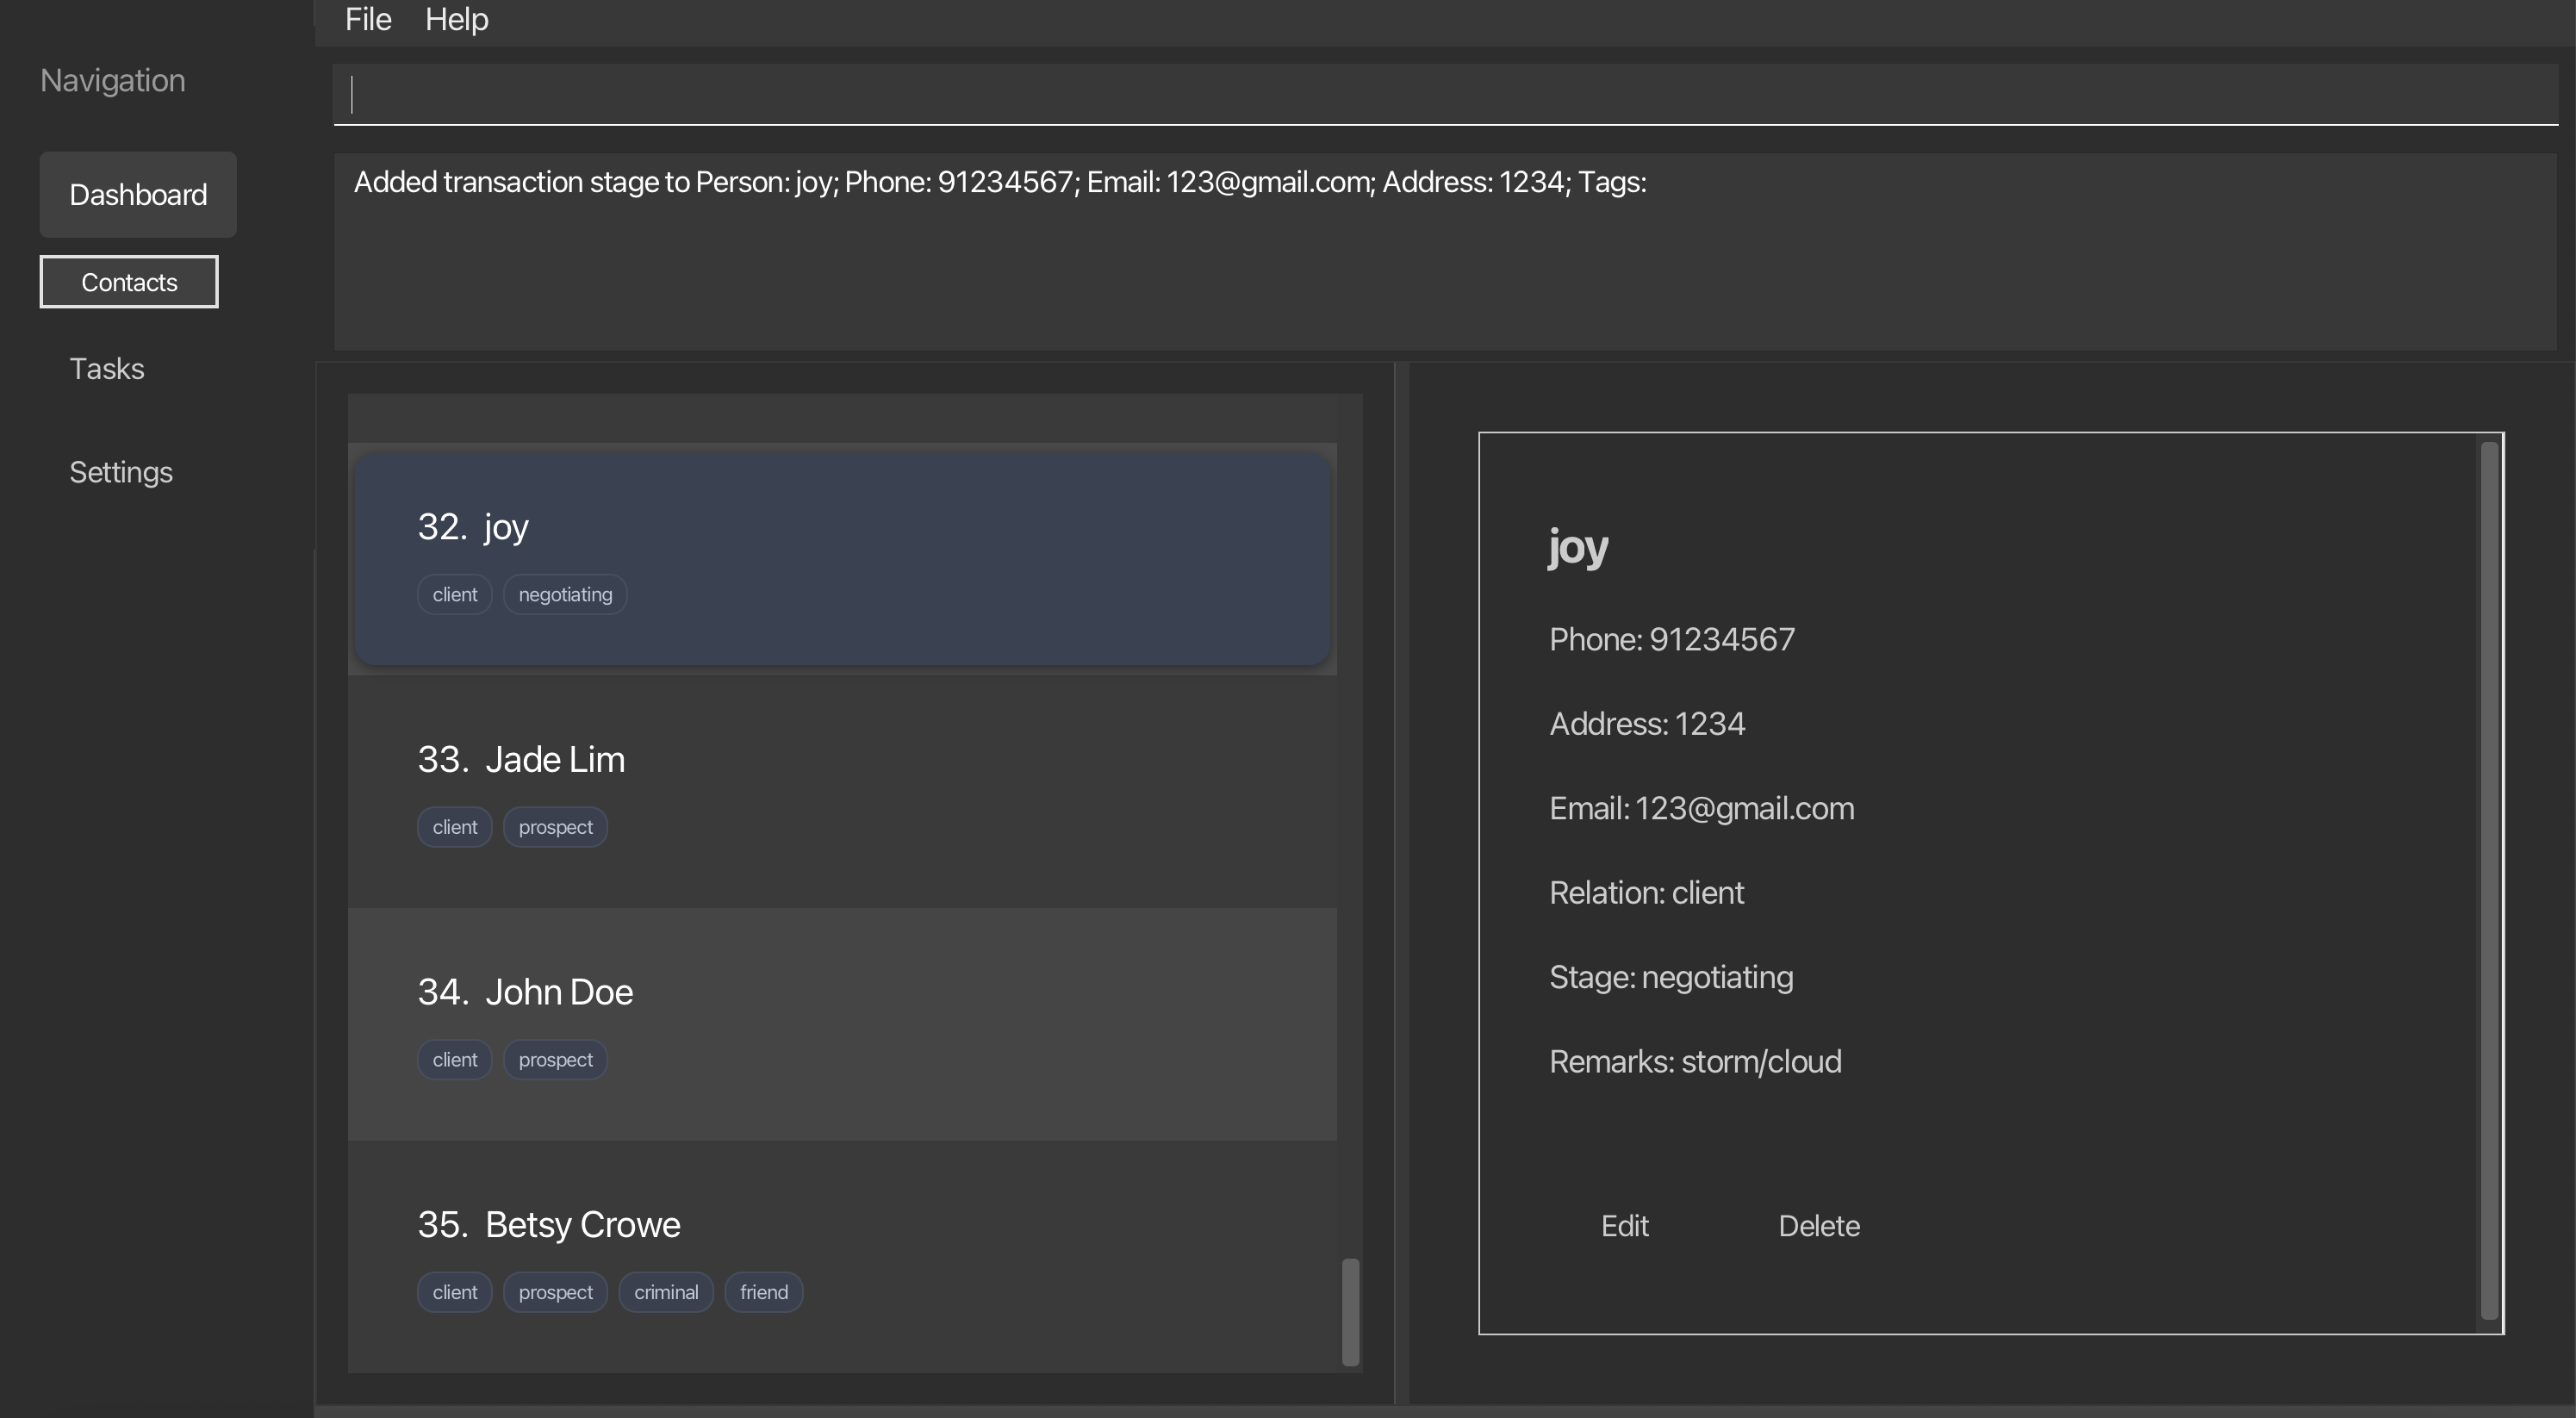 File Help
Navigation
Dashboard
Contacts
Tasks
Settings
Added transaction stage to Person: joy; Phone: 91234567; Email: 123@gmail.com; Address: 1234; Tags:
32. joy
client negotiating
33. Jade Lim
client prospect
34. John Doe
client prospect
35. Betsy Crowe
client prospect criminal friend
joy
Phone: 91234567
Address: 1234
Email: 123@gmail.com
Relation: client
Stage: negotiating
Remarks: storm/cloud
Edit Delete